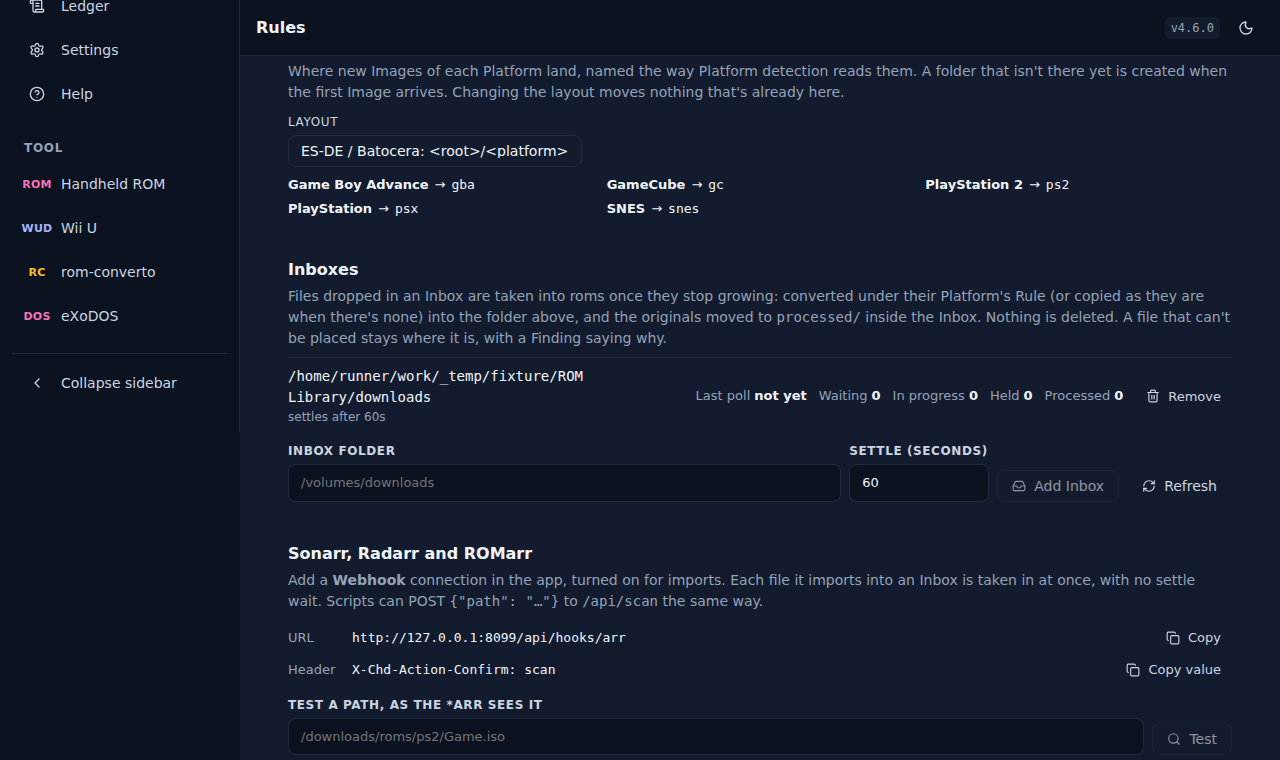 Ledger
Settings
Help
TOOL
ROM Handheld ROM
WUD Wii U
RC rom-converto
DOS eXoDOS
Collapse sidebar
Rules
v4.6.0
Where new Images of each Platform land, named the way Platform detection reads them. A folder that isn't there yet is created when
the first Image arrives. Changing the layout moves nothing that's already here.
LAYOUT
ES-DE / Batocera: <root>/<platform>
Game Boy Advance → gba
GameCube → gc
PlayStation 2 → ps2
PlayStation → psx
SNES → snes
Inboxes
Files dropped in an Inbox are taken into roms once they stop growing: converted under their Platform's Rule (or copied as they are
when there's none) into the folder above, and the originals moved to processed/ inside the Inbox. Nothing is deleted. A file that can't
be placed stays where it is, with a Finding saying why.
/home/runner/work/_temp/fixture/ROM
Library/downloads
settles after 60s
Last poll not yet Waiting 0 In progress 0 Held 0 Processed 0
Remove
INBOX FOLDER
SETTLE (SECONDS)
/volumes/downloads
60
Add Inbox
Refresh
Sonarr, Radarr and ROMarr
Add a Webhook connection in the app, turned on for imports. Each file it imports into an Inbox is taken in at once, with no settle
wait. Scripts can POST {"path": "…"} to /api/scan the same way.
URL http://127.0.0.1:8099/api/hooks/arr
Copy
Header X-Chd-Action-Confirm: scan
Copy value
TEST A PATH, AS THE *ARR SEES IT
/downloads/roms/ps2/Game.iso
Test